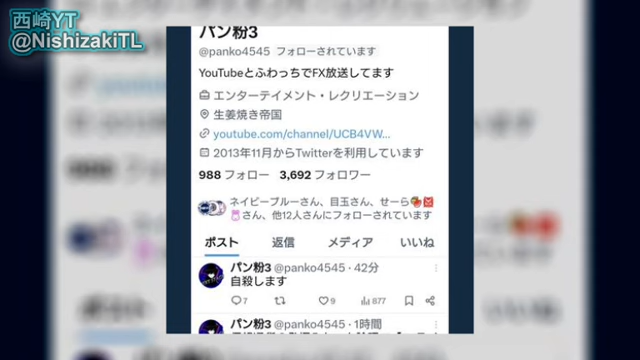 西崎YT
@NishizakiTL
パン粉3
@panko4545 フォローされています
YouTubeとふわっちでFX放送してます
エンターテイメント・レクリエーション
生姜焼き帝国
youtube.com/channel/UCB4VW...
2013年11月からTwitterを利用しています
988 フォロー 3,692 フォロワー
ネイビーブルーさん、目玉さん、せーら🍓👹
🐰さん、他12人さんにフォローされています
ポスト 返信 メディア いいね
パン粉3 @panko4545・42分
自殺します
7 9 877
パン粉3 @panko4545・1時間